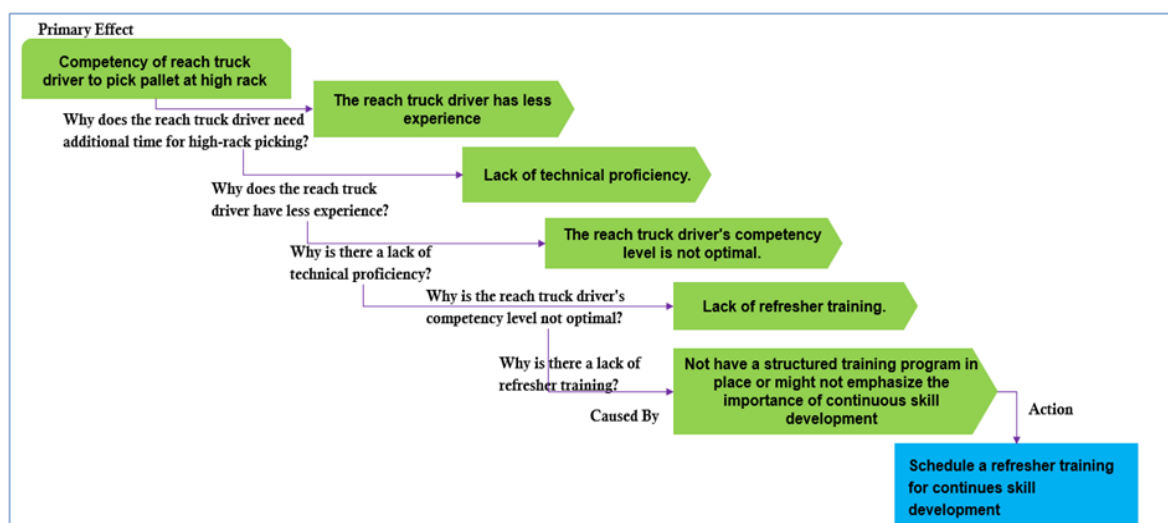 Primary Effect
Competency of reach truck
driver to pick pallet at high rack
Why does the reach truck driver need
additional time for high-rack picking?
The reach truck driver has less
experience
Why does the reach truck
driver have less experience?
Lack of technical proficiency.
Why is there a lack of
technical proficiency?
The reach truck driver's competency
level is not optimal.
Why is the reach truck driver's
competency level not optimal?
Lack of refresher training.
Why is there a lack of
refresher training?
Caused By
Not have a structured training program in
place or might not emphasize the
importance of continuous skill
development
Action
Schedule a refresher training
for continues skill
development